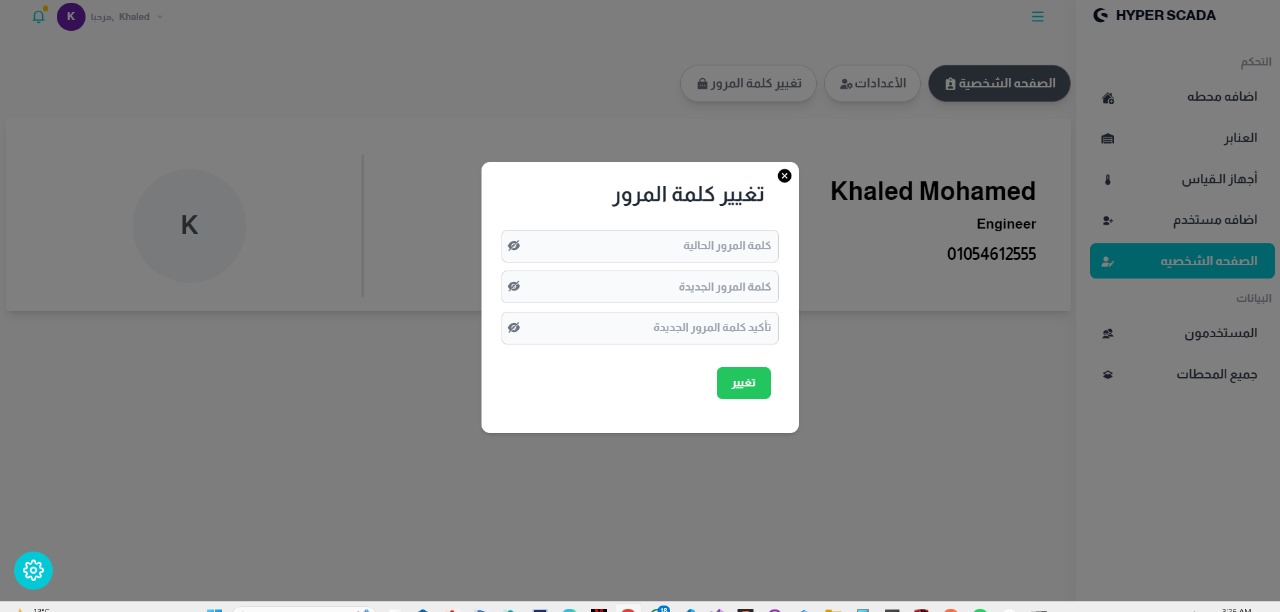 HYPER SCADA
مرحبا, Khaled
K
التحكم
اضافه محطه
العنابر
أجهاز القياس
اضافه مستخدم
الصفحه الشخصيه
البيانات
المستخدمون
جميع المحطات
الصفحه الشخصية
الأعدادات
تغيير كلمة المرور
Khaled Mohamed
Engineer
01054612555
K
تغيير كلمة المرور
كلمة المرور الحالية
كلمة المرور الجديدة
تأكيد كلمة المرور الجديدة
تغيير